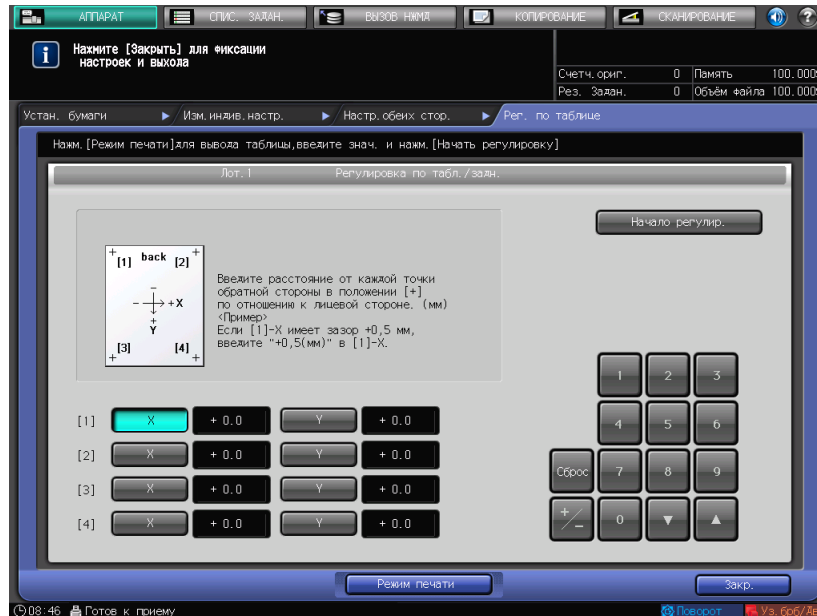 АППАРАТ
СПИС. ЗАДАН.
ВЫЗОВ НЖМД
КОПИРОВАНИЕ
СКАНИРОВАНИЕ
Нажмите [Закрыть] для фиксации
настроек и выхода
Счетч.ориг. 0 Память 100.000
Рез. Задан. 0 Объём файла 100.000
Устан. бумаги
Изм.индив.настр.
Настр.обеих стор.
Рег. по таблице
Нажм.[Режим печати]для вывода таблицы,введите знач. и нажм.[Начать регулировку]
Лот.1 Регулировка по табл./задн.
Начало регулир.
+ [1] back [2] +
- + X
+
Y
+ [3] [4] +
Введите расстояние от каждой точки
обратной стороны в положении [+]
по отношению к лицевой стороне. (мм)
<Пример>
Если [1]-X имеет зазор +0,5 мм,
введите "+0,5(мм)" в [1]-X.
[1] X + 0.0 Y + 0.0
[2] X + 0.0 Y + 0.0
[3] X + 0.0 Y + 0.0
[4] X + 0.0 Y + 0.0
1 2 3
4 5 6
Сброс 7 8 9
+/- 0 ▼ ▲
Режим печати
Закр.
08:46 Готов к приему
Поворот
Уз.брб/